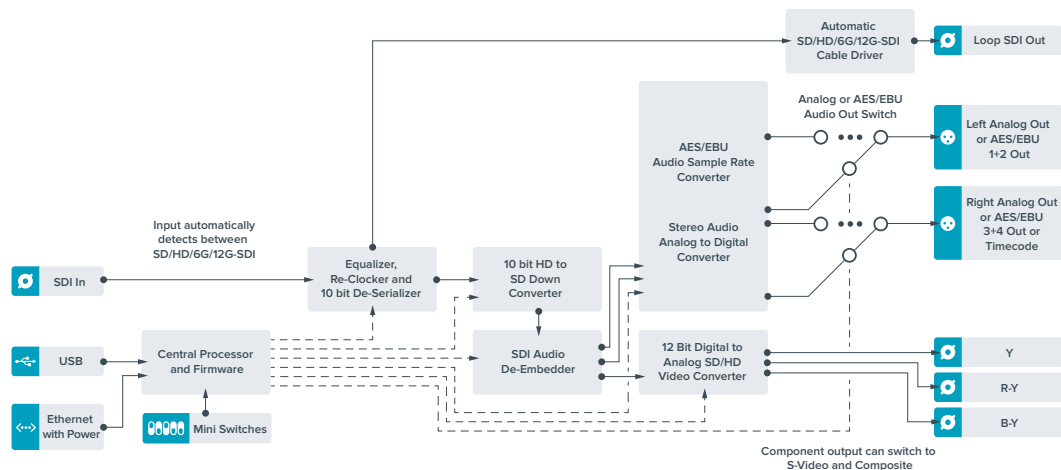 Automatic
SD/HD/6G/12G-SDI
Cable Driver
Loop SDI Out
Analog or AES/EBU
Audio Out Switch
Left Analog Out
or AES/EBU
1+2 Out
AES/EBU
Audio Sample Rate
Converter
Right Analog Out
or AES/EBU
3+4 Out or
Timecode
Stereo Audio
Analog to Digital
Converter
Input automatically
detects between
SD/HD/6G/12G-SDI
SDI In
Equalizer,
Re-Clocker and
10 bit De-Serializer
10 bit HD to
SD Down
Converter
USB
Central Processor
and Firmware
SDI Audio
De-Embedder
12 Bit Digital to
Analog SD/HD
Video Converter
Y
R-Y
B-Y
Ethernet
with Power
Mini Switches
Component output can switch to
S-Video and Composite